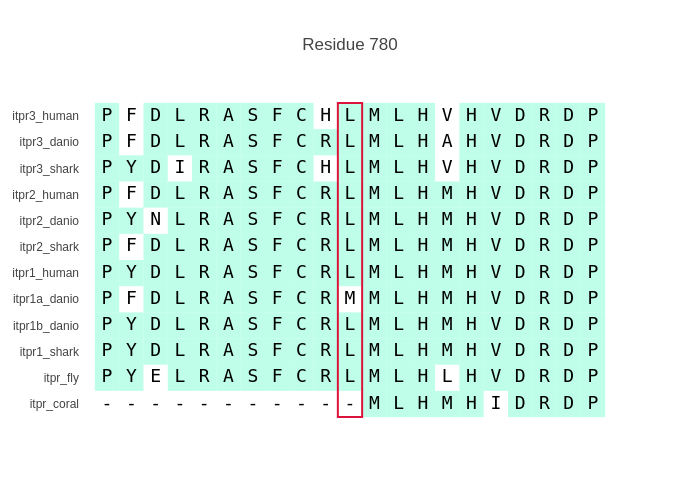 Residue 780
itpr3_human P F D L R A S F C H L M L H V H V D R D P
itpr3_danio P F D L R A S F C R L M L H A H V D R D P
itpr3_shark P Y D I R A S F C H L M L H V H V D R D P
itpr2_human P F D L R A S F C R L M L H M H V D R D P
itpr2_danio P Y N L R A S F C R L M L H M H V D R D P
itpr2_shark P F D L R A S F C R L M L H M H V D R D P
itpr1_human P Y D L R A S F C R L M L H M H V D R D P
itpr1a_danio P F D L R A S F C R M M L H M H V D R D P
itpr1b_danio P Y D L R A S F C R L M L H M H V D R D P
itpr1_shark P Y D L R A S F C R L M L H M H V D R D P
itpr_fly P Y E L R A S F C R L M L H L H V D R D P
itpr_coral - - - - - - - - - - - M L H M H I D R D P